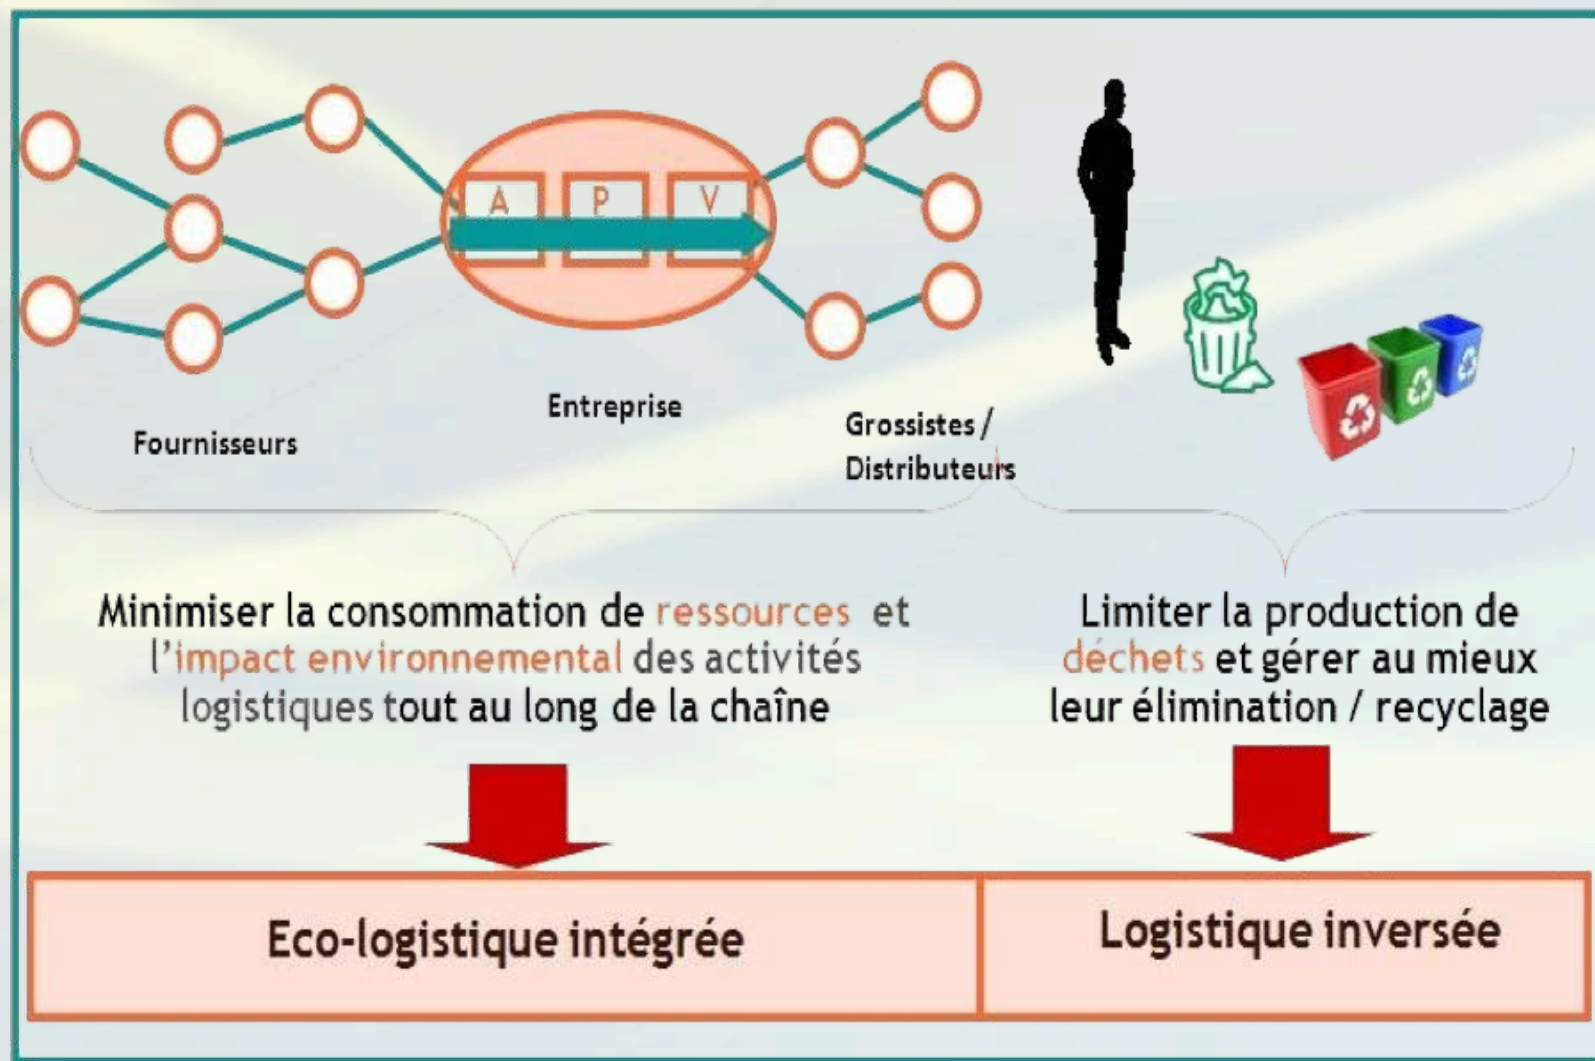 A P V
Fournisseurs
Entreprise
Grossistes /
Distributeurs
Minimiser la consommation de ressources et
l'impact environnemental des activités
logistiques tout au long de la chaîne
Limiter la production de
déchets et gérer au mieux
leur élimination / recyclage
Eco-logistique intégrée
Logistique inversée